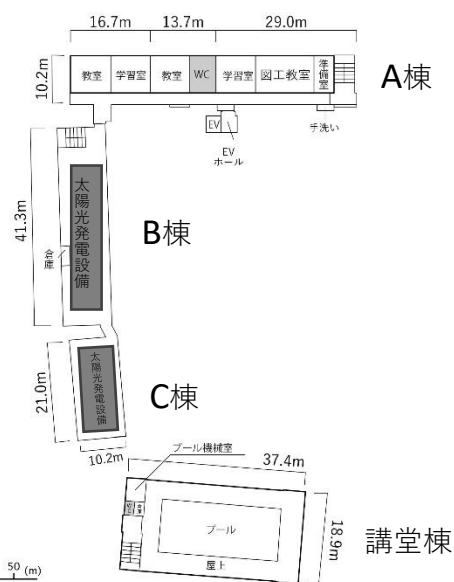 16.7m 13.7m 29.0m
10.2m
教室 学習室 教室 WC 学習室 図工教室 準備室
A棟
EV
EV
ホール
手洗い
41.3m
太陽光発電設備
B棟
倉庫
21.0m
太陽光発電設備
C棟
10.2m
プール機械室
37.4m
プール
屋上
18.9m
講堂棟
50 (m)